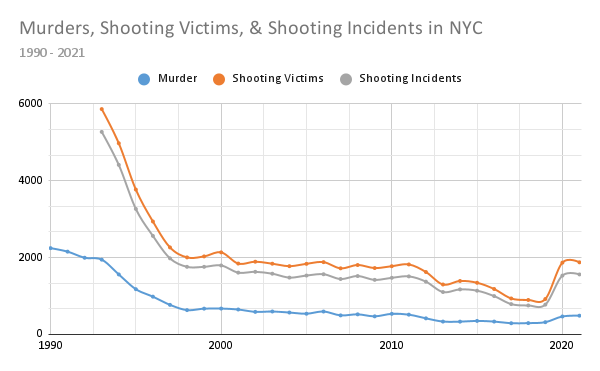 Murders, Shooting Victims, & Shooting Incidents in NYC
1990 - 2021
Murder Shooting Victims Shooting Incidents
6000
4000
2000
0
1990 2000 2010 2020